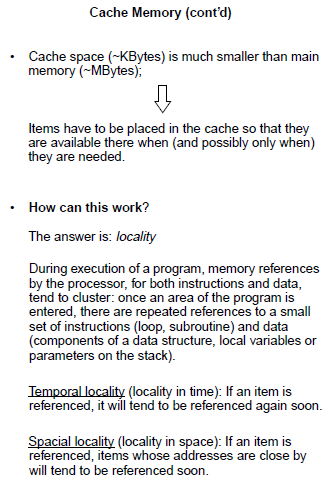 Cache Memory (cont'd)
• Cache space (~KBytes) is much smaller than main
memory (~MBytes);
Items have to be placed in the cache so that they
are available there when (and possibly only when)
they are needed.
• How can this work?
The answer is: locality
During execution of a program, memory references
by the processor, for both instructions and data,
tend to cluster: once an area of the program is
entered, there are repeated references to a small
set of instructions (loop, subroutine) and data
(components of a data structure, local variables or
parameters on the stack).
Temporal locality (locality in time): If an item is
referenced, it will tend to be referenced again soon.
Spacial locality (locality in space): If an item is
referenced, items whose addresses are close by
will tend to be referenced soon.